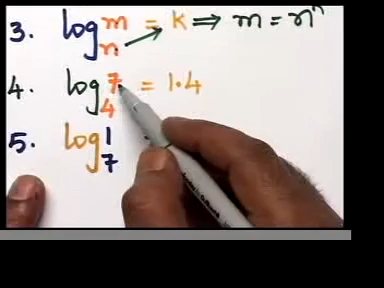 3. log m n = k ⇒ m = n^n
4. log 7 4 = 1.4
5. log 1 7